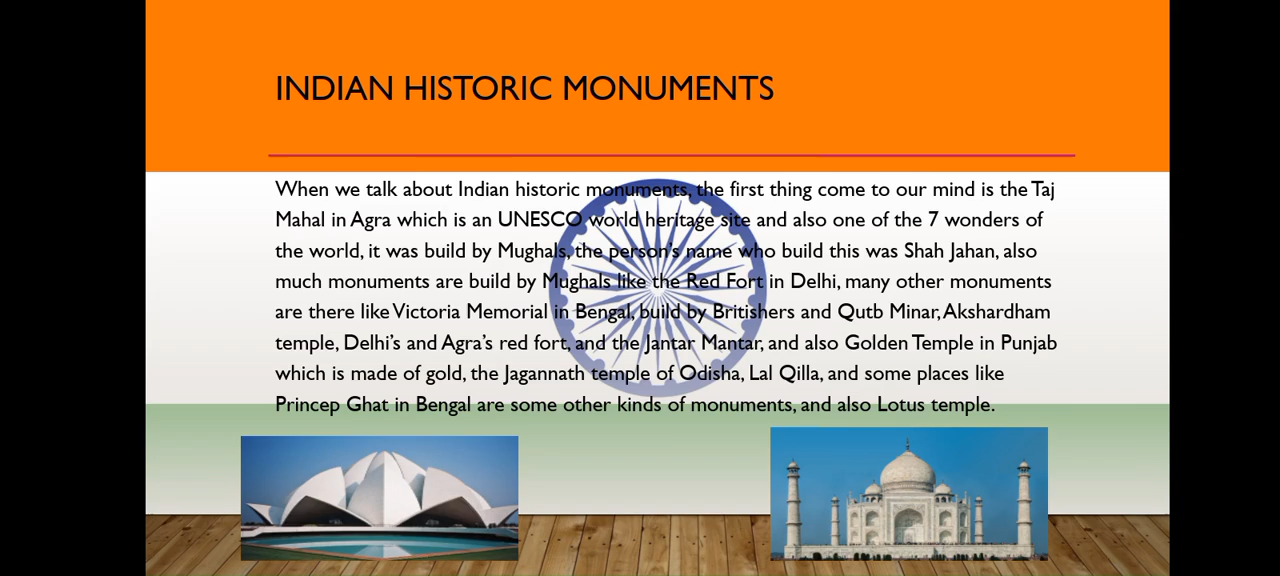 INDIAN HISTORIC MONUMENTS
When we talk about Indian historic monuments, the first thing come to our mind is the Taj
Mahal in Agra which is an UNESCO world heritage site and also one of the 7 wonders of
the world, it was build by Mughals, the person's name who build this was Shah Jahan, also
much monuments are build by Mughals like the Red Fort in Delhi, many other monuments
are there like Victoria Memorial in Bengal, build by Britishers and Qutb Minar, Akshardham
temple, Delhi's and Agra's red fort, and the Jantar Mantar, and also Golden Temple in Punjab
which is made of gold, the Jagannath temple of Odisha, Lal Qilla, and some places like
Princep Ghat in Bengal are some other kinds of monuments, and also Lotus temple.